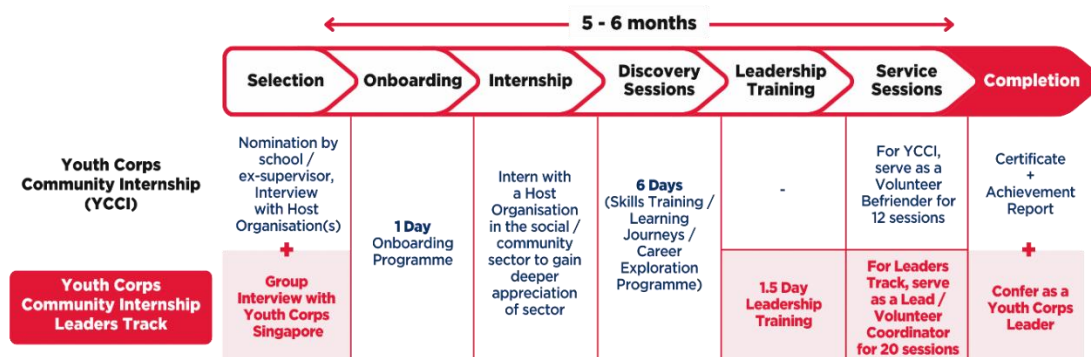 5 - 6 months
Selection
Onboarding
Internship
Discovery
Sessions
Leadership
Training
Service
Sessions
Completion
Youth Corps
Community Internship
(YCCI)
Nomination by
school /
ex-supervisor,
Interview
with Host
Organisation(s)
+
Group
Interview with
Youth Corps
Singapore
1 Day
Onboarding
Programme
Intern with
a Host
Organisation
in the social /
community
sector to gain
deeper
appreciation
of sector
6 Days
(Skills Training /
Learning
Journeys /
Career
Exploration
Programme)
-
For YCCI,
serve as a
Volunteer
Befriender for
12 sessions
Certificate
+
Achievement
Report
+
Youth Corps
Community Internship
Leaders Track
1.5 Day
Leadership
Training
For Leaders
Track, serve
as a Lead /
Volunteer
Coordinator
for 20 sessions
Confer as a
Youth Corps
Leader